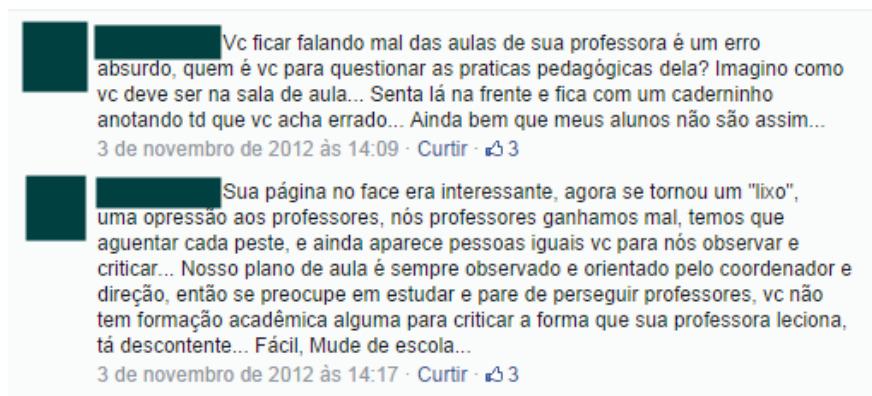 Vc ficar falando mal das aulas de sua professora é um erro
absurdo, quem é vc para questionar as praticas pedagógicas dela? Imagino como
vc deve ser na sala de aula... Senta lá na frente e fica com um caderninho
anotando td que vc acha errado... Ainda bem que meus alunos não são assim...
3 de novembro de 2012 às 14:09 · Curtir · 3
Sua página no face era interessante, agora se tornou um "lixo",
uma opressão aos professores, nós professores ganhamos mal, temos que
aguentar cada peste, e ainda aparece pessoas iguais vc para nós observar e
criticar... Nosso plano de aula é sempre observado e orientado pelo coordenador e
direção, então se preocupe em estudar e pare de perseguir professores, vc não
tem formação acadêmica alguma para criticar a forma que sua professora leciona,
tá descontente... Fácil, Mude de escola...
3 de novembro de 2012 às 14:17 · Curtir · 3